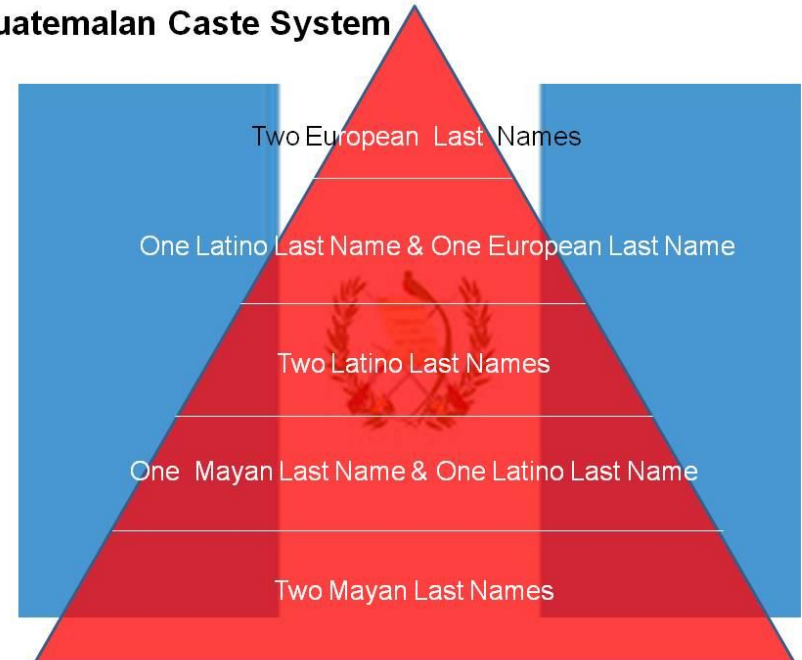 uatemalan Caste System
Two European Last Names
One Latino Last Name & One European Last Name
Two Latino Last Names
One Mayan Last Name & One Latino Last Name
Two Mayan Last Names